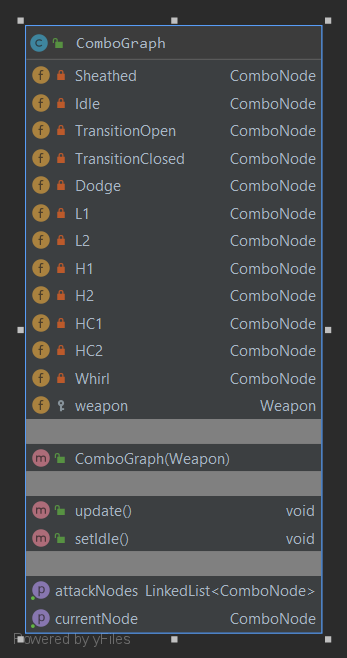 ComboGraph
Sheathed ComboNode
Idle ComboNode
TransitionOpen ComboNode
TransitionClosed ComboNode
Dodge ComboNode
L1 ComboNode
L2 ComboNode
H1 ComboNode
H2 ComboNode
HC1 ComboNode
HC2 ComboNode
Whirl ComboNode
weapon Weapon
ComboGraph(Weapon)
update() void
setIdle() void
attackNodes LinkedList<ComboNode>
currentNode ComboNode
Powered by yFiles